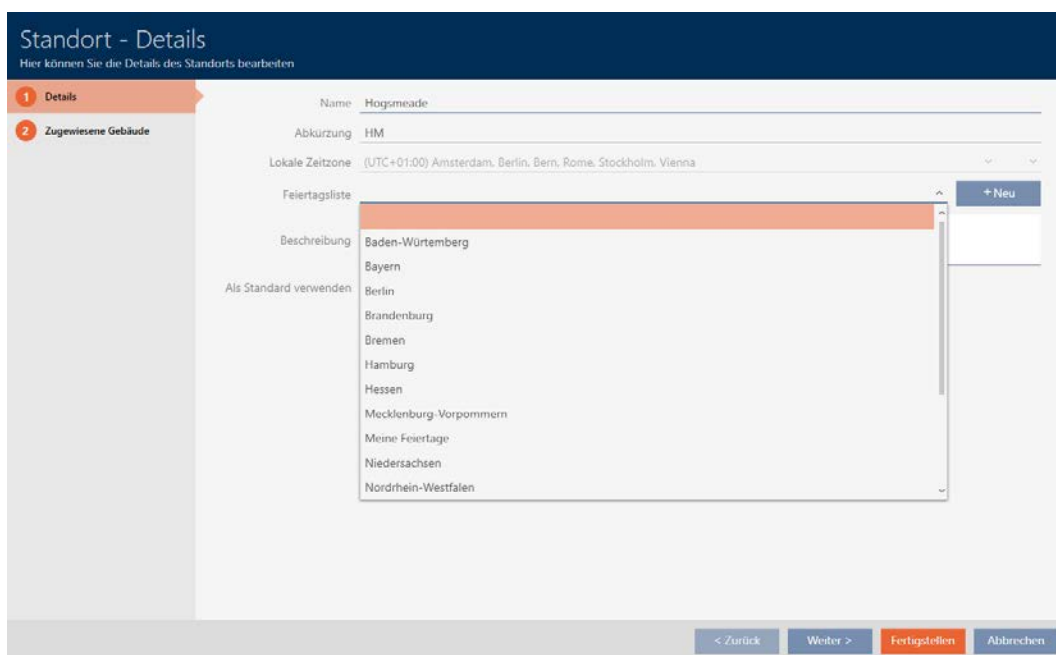 Standort - Details
Hier können Sie die Details des Standorts bearbeiten
1 Details
2 Zugewiesene Gebäude
Name Hogsmeade
Abkürzung HM
Lokale Zeitzone (UTC+01:00) Amsterdam, Berlin, Bern, Rome, Stockholm, Vienna
Feiertagsliste + Neu
Beschreibung Baden-Würtemberg
Bayern
Als Standard verwenden Berlin
Brandenburg
Bremen
Hamburg
Hessen
Mecklenburg-Vorpommern
Meine Feiertage
Niedersachsen
Nordrhein-Westfalen
< Zurück Weiter > Fertigstellen Abbrechen